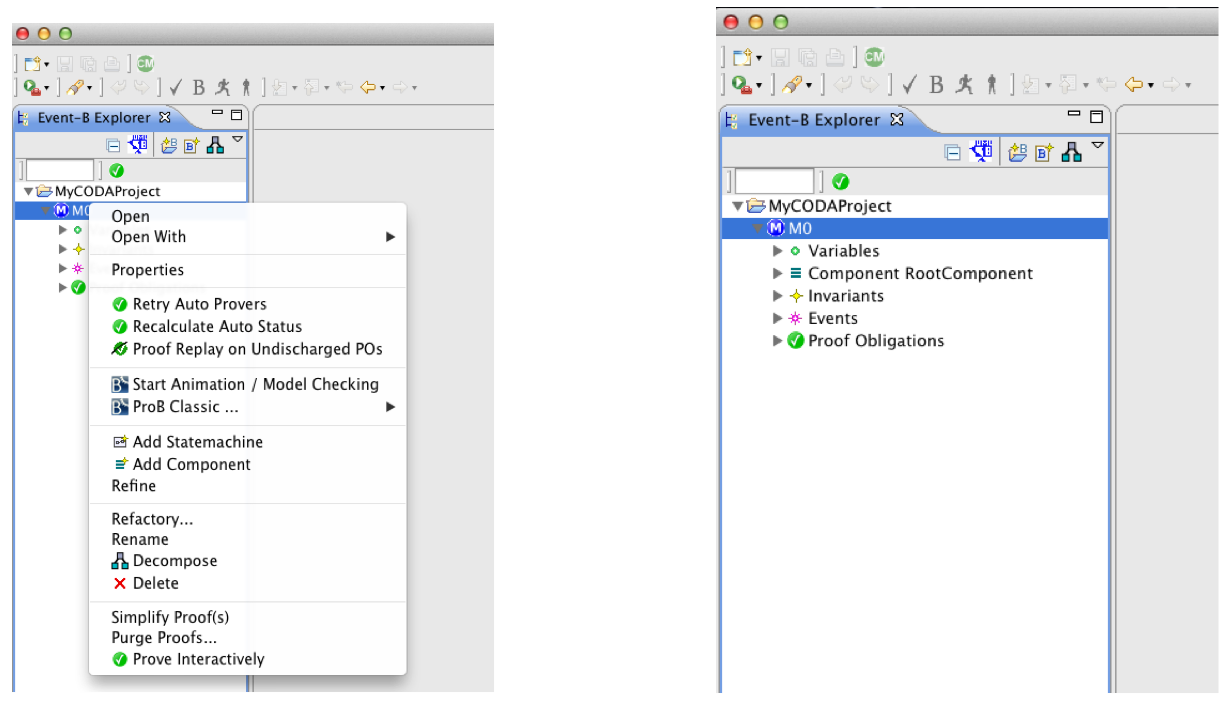 CM
B
Event-B Explorer
MyCODAProject
M0
Open
Open With
Properties
Retry Auto Provers
Recalculate Auto Status
Proof Replay on Undischarged POs
Start Animation / Model Checking
ProB Classic ...
Add Statemachine
Add Component
Refine
Refactory...
Rename
Decompose
Delete
Simplify Proof(s)
Purge Proofs...
Prove Interactively
CM
B
Event-B Explorer
MyCODAProject
M0
Variables
Component RootComponent
Invariants
Events
Proof Obligations